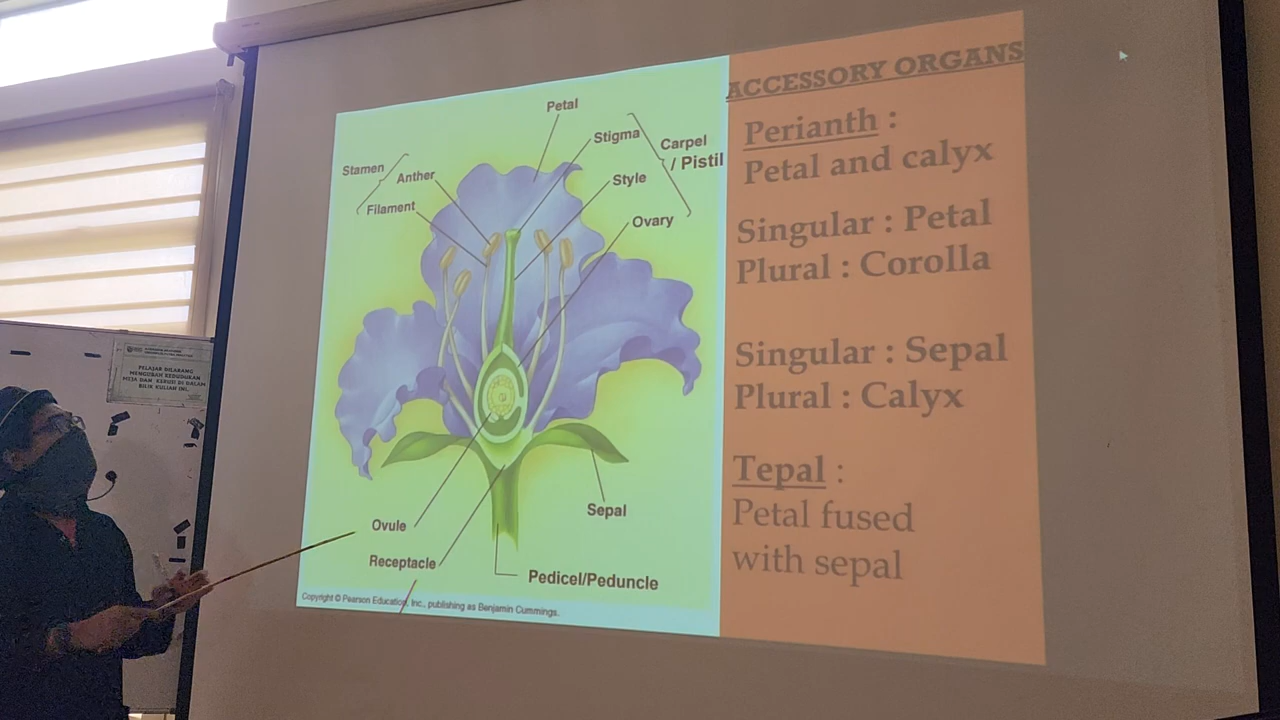 Petal
Stigma
Carpel
/ Pistil
Stamen
Anther
Style
Filament
Ovary
Ovule
Sepal
Receptacle
Pedicel/Peduncle
Copyright © Pearson Education, Inc., publishing as Benjamin Cummings.
ACCESSORY ORGANS
Perianth :
Petal and calyx
Singular : Petal
Plural : Corolla
Singular : Sepal
Plural : Calyx
Tepal :
Petal fused
with sepal
PELAJAR DILARANG
MENGUBAH KEDUDUKAN
MEJA DAN KERUSI DI DALAM
BILIK KULIAH INI.